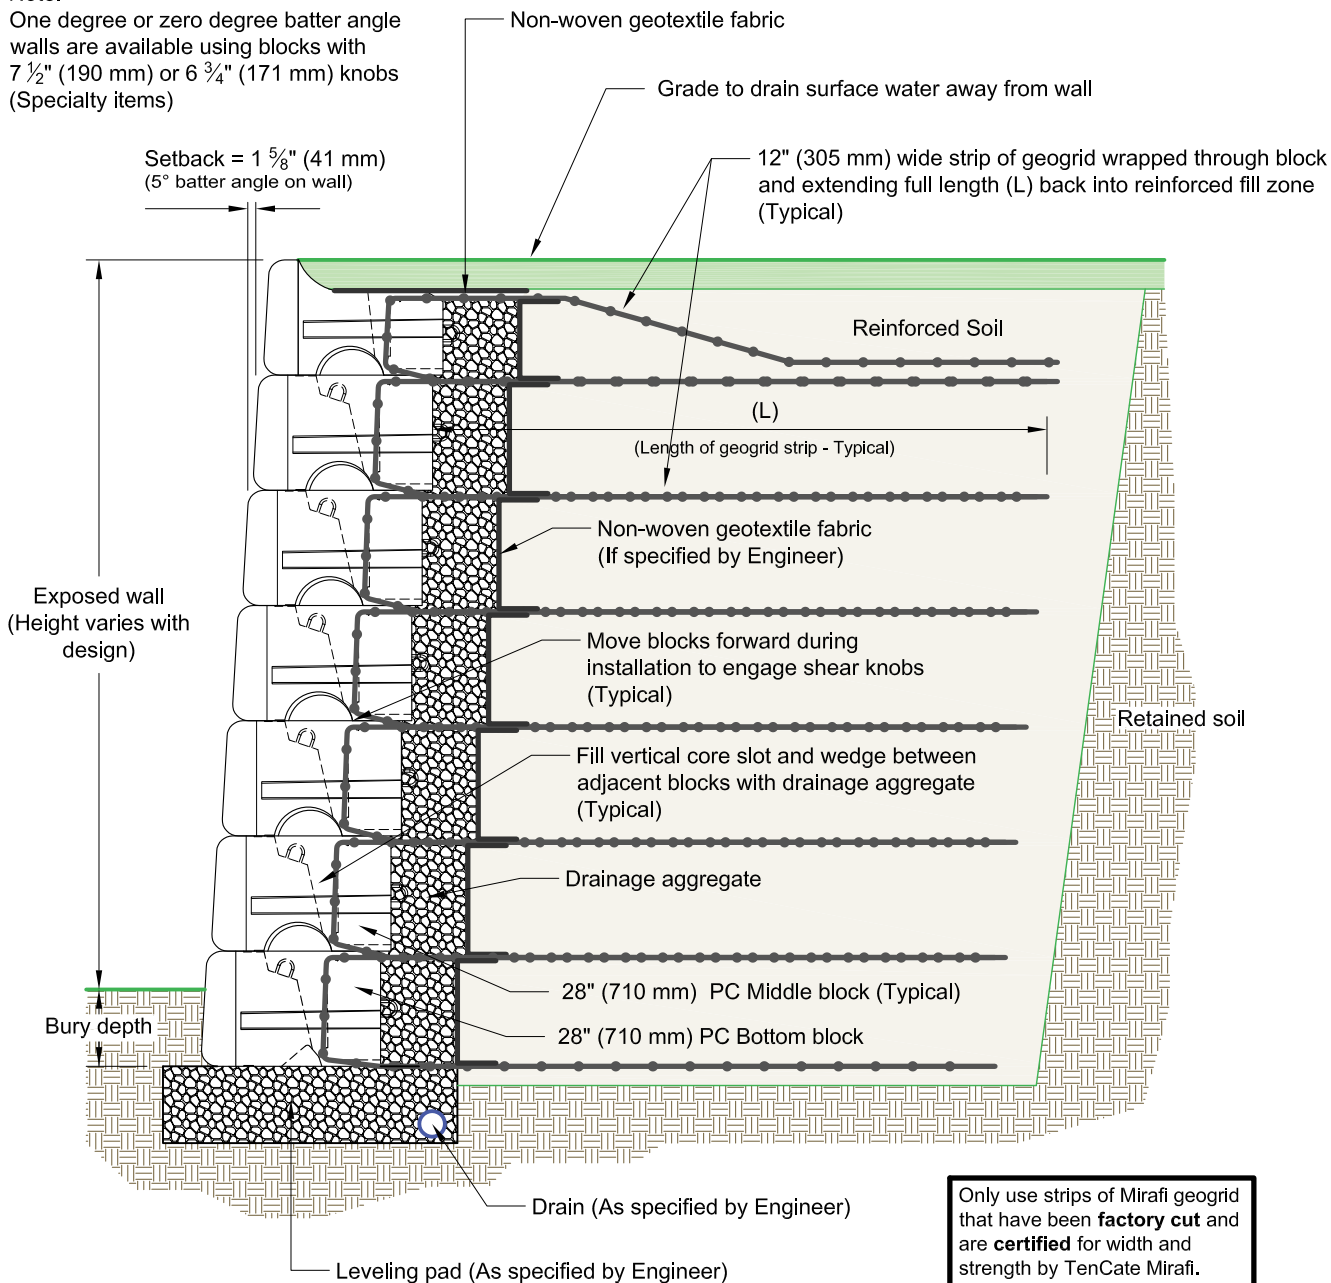 One degree or zero degree batter angle
walls are available using blocks with
7 1/2" (190 mm) or 6 3/4" (171 mm) knobs
(Specialty items)
Non-woven geotextile fabric
Grade to drain surface water away from wall
Setback = 1 5/8" (41 mm)
(5° batter angle on wall)
12" (305 mm) wide strip of geogrid wrapped through block
and extending full length (L) back into reinforced fill zone
(Typical)
Reinforced Soil
(L)
(Length of geogrid strip - Typical)
Non-woven geotextile fabric
(If specified by Engineer)
Exposed wall
(Height varies with
design)
Move blocks forward during
installation to engage shear knobs
(Typical)
Retained soil
Fill vertical core slot and wedge between
adjacent blocks with drainage aggregate
(Typical)
Drainage aggregate
28" (710 mm) PC Middle block (Typical)
Bury depth
28" (710 mm) PC Bottom block
Drain (As specified by Engineer)
Leveling pad (As specified by Engineer)
Only use strips of Mirafi geogrid
that have been factory cut and
are certified for width and
strength by TenCate Mirafi.